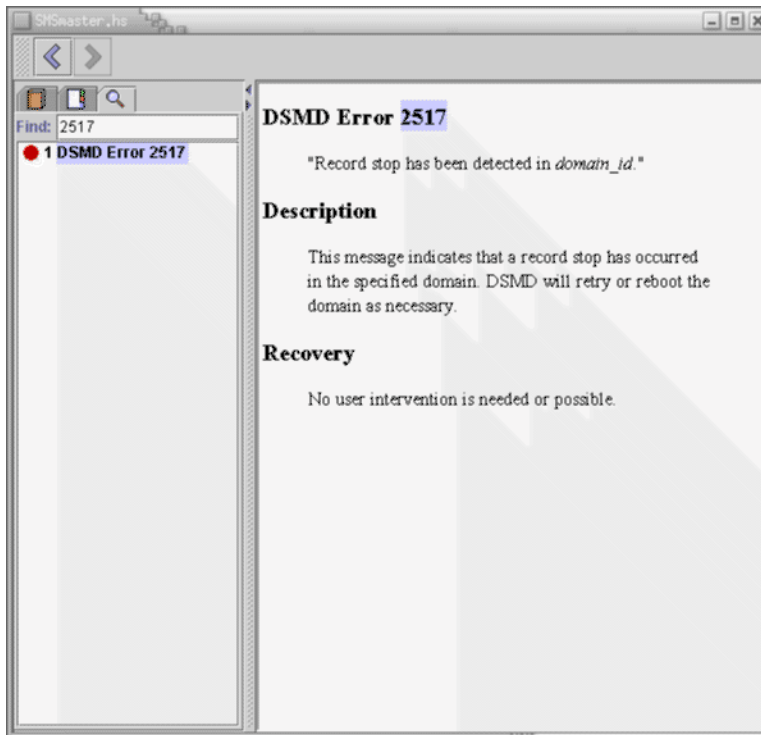 SMSmaster.hs
Find: 2517
1 DSMD Error 2517
DSMD Error 2517
"Record stop has been detected in domain_id."
Description
This message indicates that a record stop has occurred
in the specified domain. DSMD will retry or reboot the
domain as necessary.
Recovery
No user intervention is needed or possible.